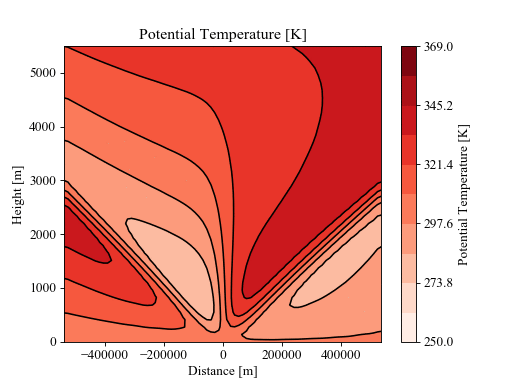 Potential Temperature [K]
5000
4000
3000
2000
1000
0
Height [m]
−400000 −200000 0 200000 400000
Distance [m]
369.0
345.2
321.4
297.6
273.8
250.0
Potential Temperature [K]